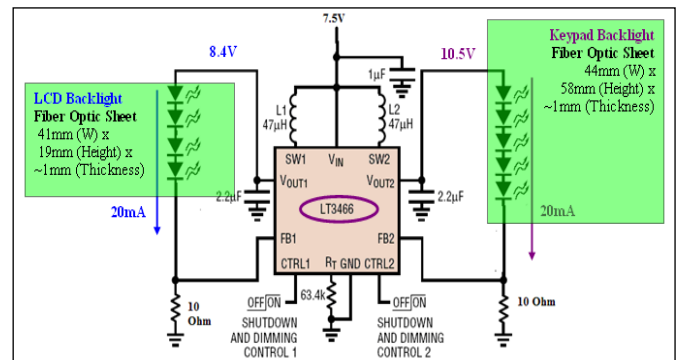 7.5V
8.4V
10.5V
Keypad Backlight
Fiber Optic Sheet
44mm (W) x
58mm (Height) x
~1mm (Thickness)
1µF
LCD Backlight
Fiber Optic Sheet
41mm (W) x
19mm (Height) x
~1mm (Thickness)
L1
47µH
L2
47µH
SW1
VIN
SW2
VOUT1
VOUT2
2.2µF
2.2µF
LT3466
20mA
20mA
FB1
FB2
CTRL1
RT
GND
CTRL2
63.4k
OFF ON
OFF ON
10
Ohm
10 Ohm
SHUTDOWN
AND DIMMING
CONTROL 1
SHUTDOWN
AND DIMMING
CONTROL 2